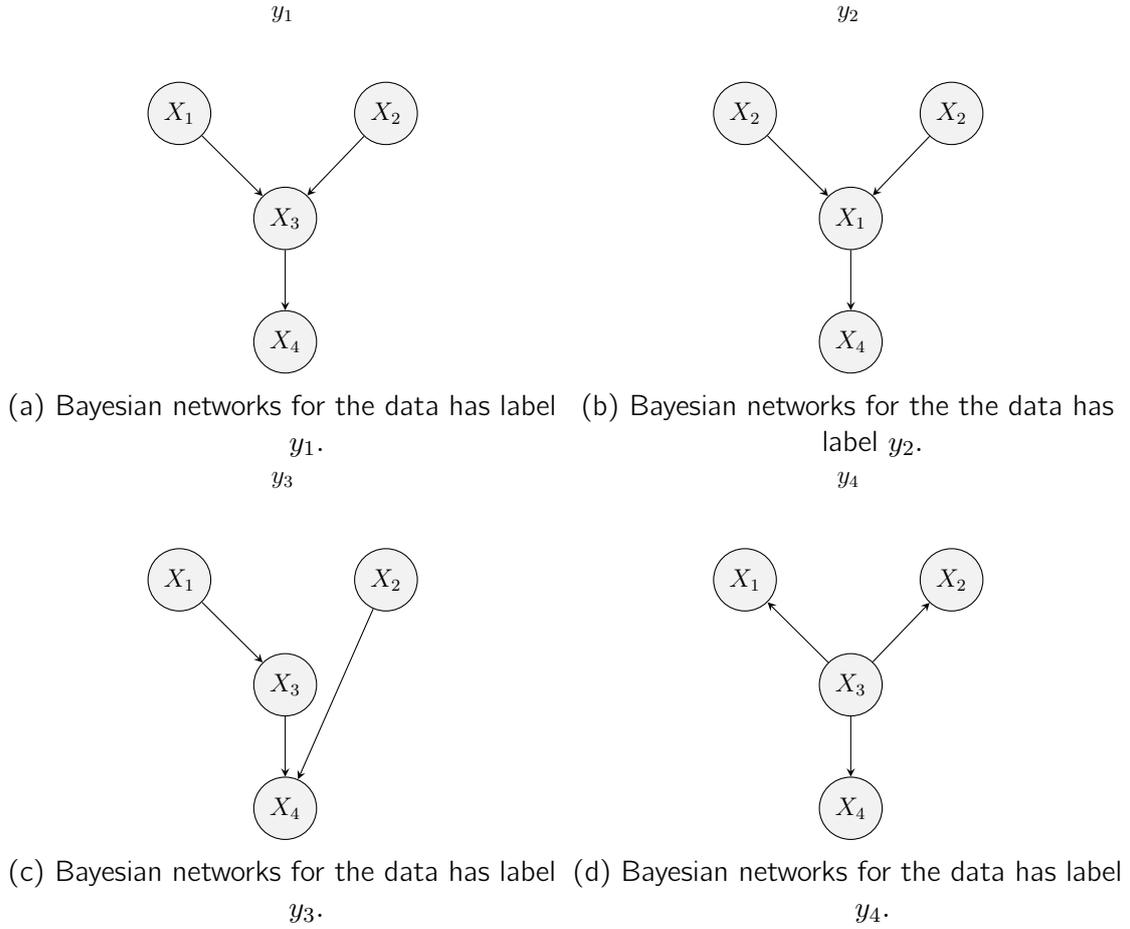 y₁
X₁ X₂
X₃
X₄
(a) Bayesian networks for the data has label
y₁.
y₂
X₂ X₂
X₁
X₄
(b) Bayesian networks for the the data has
label y₂.
y₃
X₁ X₂
X₃
X₄
(c) Bayesian networks for the data has label
y₃.
y₄
X₁ X₂
X₃
X₄
(d) Bayesian networks for the data has label
y₄.